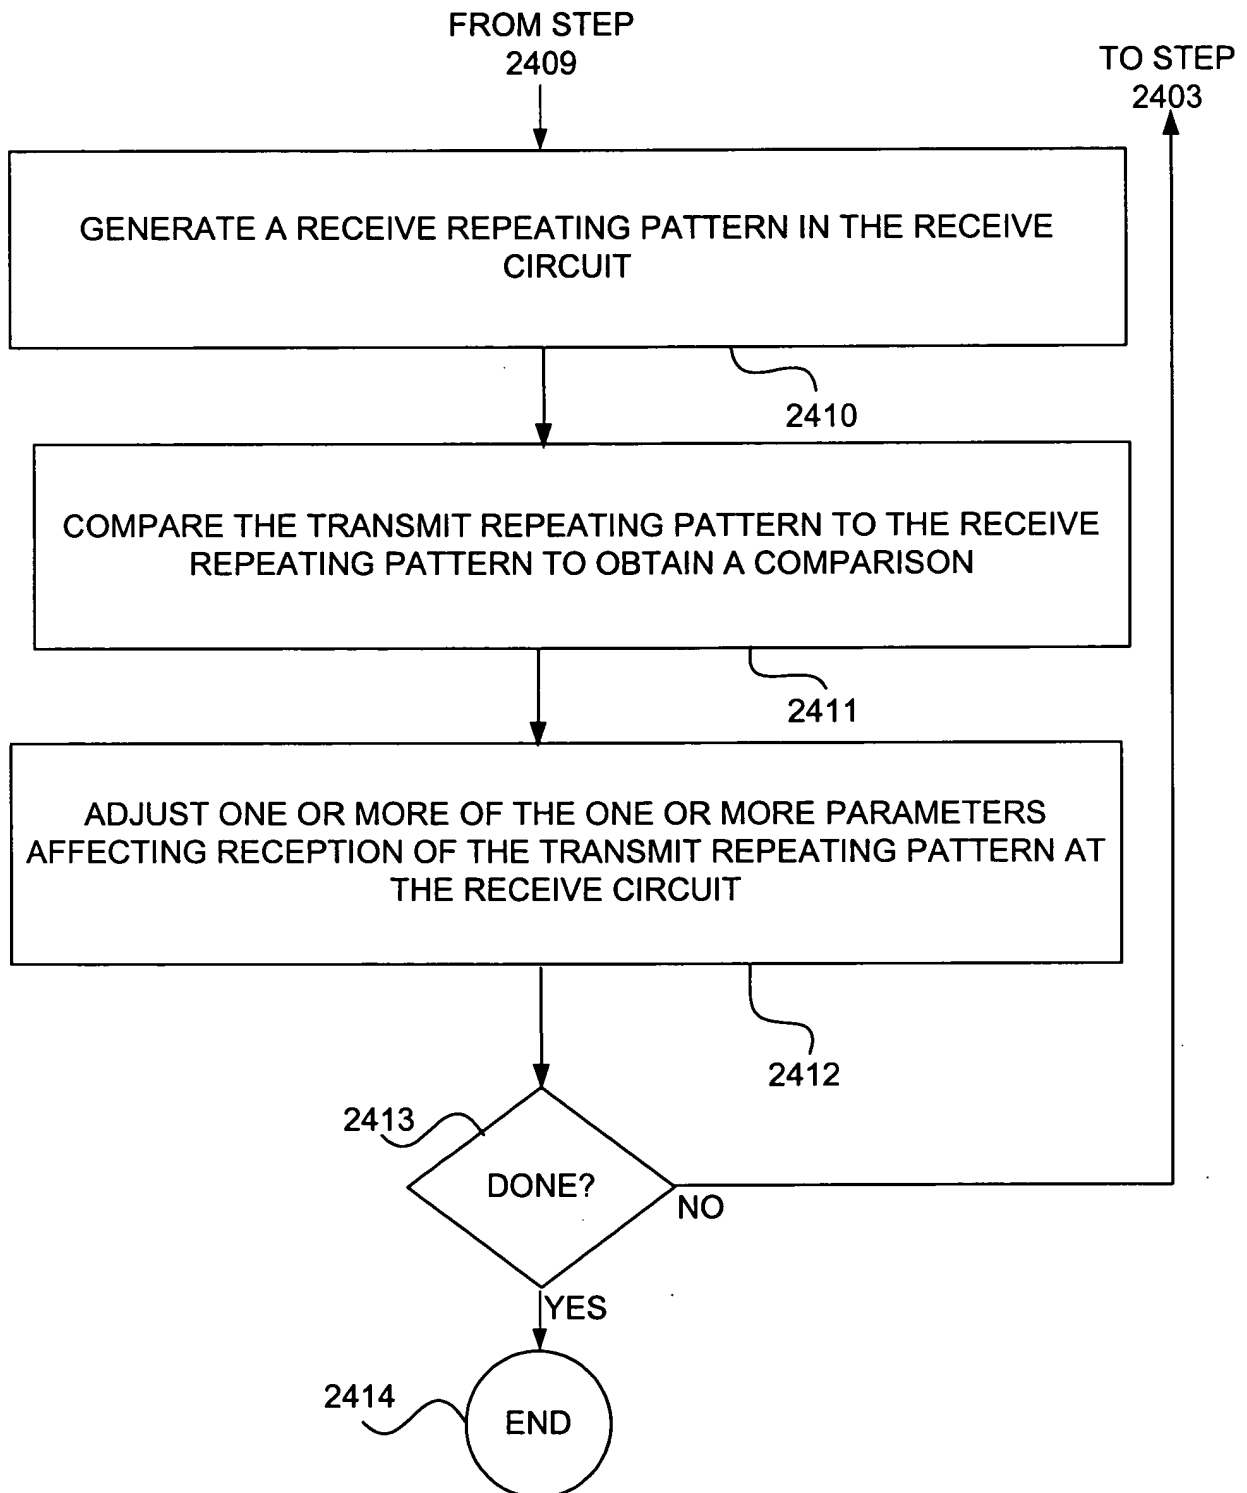 FROM STEP
2409
TO STEP
2403
GENERATE A RECEIVE REPEATING PATTERN IN THE RECEIVE
CIRCUIT
2410
COMPARE THE TRANSMIT REPEATING PATTERN TO THE RECEIVE
REPEATING PATTERN TO OBTAIN A COMPARISON
2411
ADJUST ONE OR MORE OF THE ONE OR MORE PARAMETERS
AFFECTING RECEPTION OF THE TRANSMIT REPEATING PATTERN AT
THE RECEIVE CIRCUIT
2412
2413
DONE?
NO
YES
2414
END